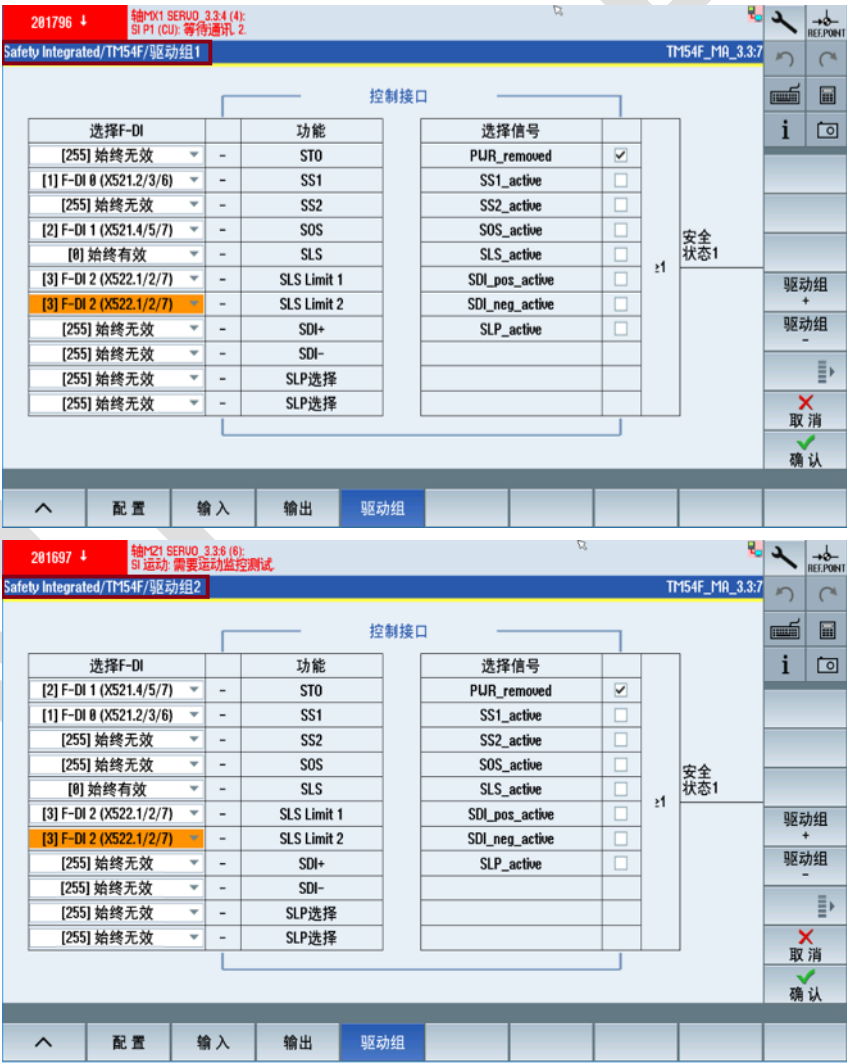 201796 ↓
轴MX1 SERVO_3.3:4 (4):
SI P1 (CU): 等待通讯. 2.
REF.POINT
Safety Integrated/TM54F/驱动组1
TM54F_MA_3.3:7
控制接口
选择F-DI 功能 选择信号
[255] 始终无效 - STO PWR_removed
[1] F-DI 0 (X521.2/3/6) - SS1 SS1_active
[255] 始终无效 - SS2 SS2_active
[2] F-DI 1 (X521.4/5/7) - SOS SOS_active
[0] 始终有效 - SLS SLS_active
[3] F-DI 2 (X522.1/2/7) - SLS Limit 1 SDI_pos_active
[3] F-DI 2 (X522.1/2/7) - SLS Limit 2 SDI_neg_active
[255] 始终无效 - SDI+ SLP_active
[255] 始终无效 - SDI-
[255] 始终无效 - SLP选择
[255] 始终无效 - SLP选择
≥1
安全
状态1
i
驱动组
+
驱动组
-
取消
确认
配置 输入 输出 驱动组
201697 ↓
轴MZ1 SERVO_3.3:6 (6):
SI 运动: 需要运动监控测试.
REF.POINT
Safety Integrated/TM54F/驱动组2
TM54F_MA_3.3:7
控制接口
选择F-DI 功能 选择信号
[2] F-DI 1 (X521.4/5/7) - STO PWR_removed
[1] F-DI 0 (X521.2/3/6) - SS1 SS1_active
[255] 始终无效 - SS2 SS2_active
[255] 始终无效 - SOS SOS_active
[0] 始终有效 - SLS SLS_active
[3] F-DI 2 (X522.1/2/7) - SLS Limit 1 SDI_pos_active
[3] F-DI 2 (X522.1/2/7) - SLS Limit 2 SDI_neg_active
[255] 始终无效 - SDI+ SLP_active
[255] 始终无效 - SDI-
[255] 始终无效 - SLP选择
[255] 始终无效 - SLP选择
≥1
安全
状态1
i
驱动组
+
驱动组
-
取消
确认
配置 输入 输出 驱动组